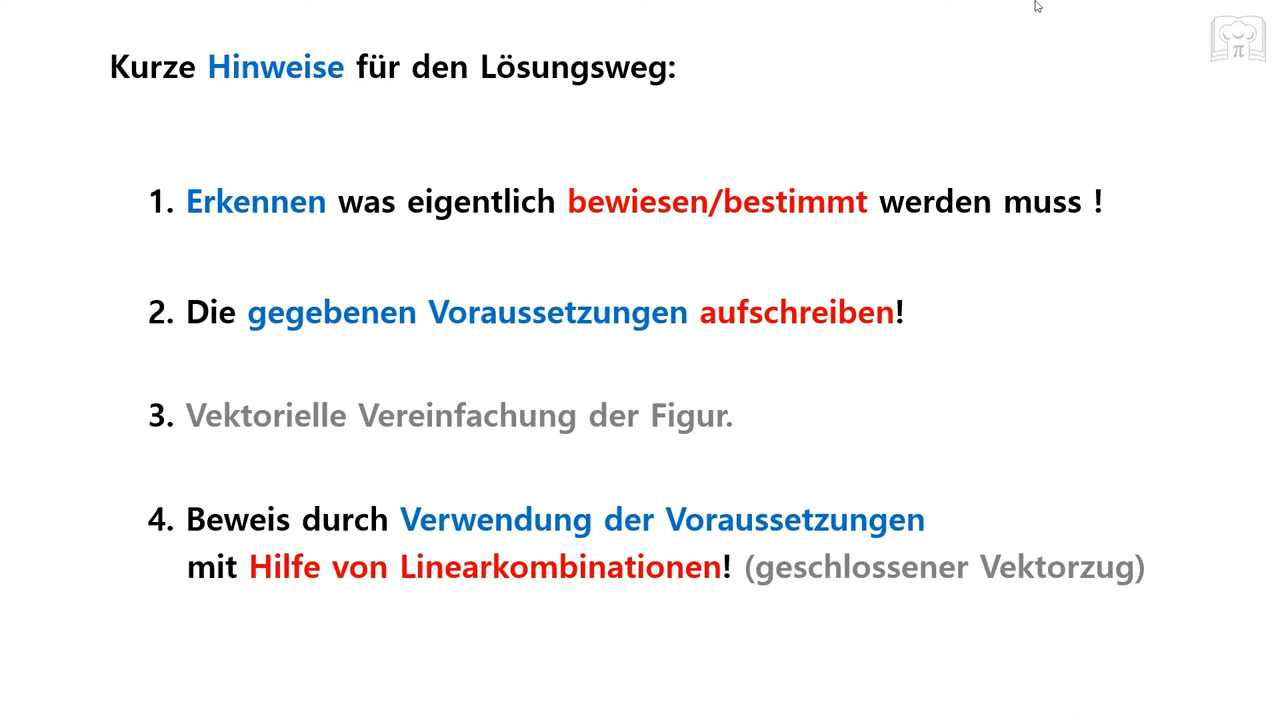 Kurze Hinweise für den Lösungsweg:
1. Erkennen was eigentlich bewiesen/bestimmt werden muss !
2. Die gegebenen Voraussetzungen aufschreiben!
3. Vektorielle Vereinfachung der Figur.
4. Beweis durch Verwendung der Voraussetzungen
mit Hilfe von Linearkombinationen! (geschlossener Vektorzug)
π